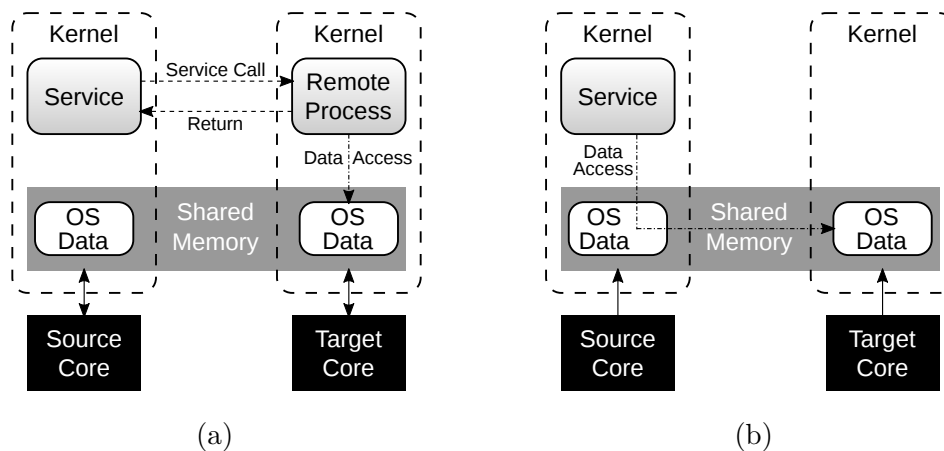 Kernel
Kernel
Service Call
Service
Remote
Process
Return
Data Access
OS
Data
Shared
Memory
OS
Data
Source
Core
Target
Core
(a)
Kernel
Kernel
Service
Data
Access
OS
Data
Shared
Memory
OS
Data
Source
Core
Target
Core
(b)